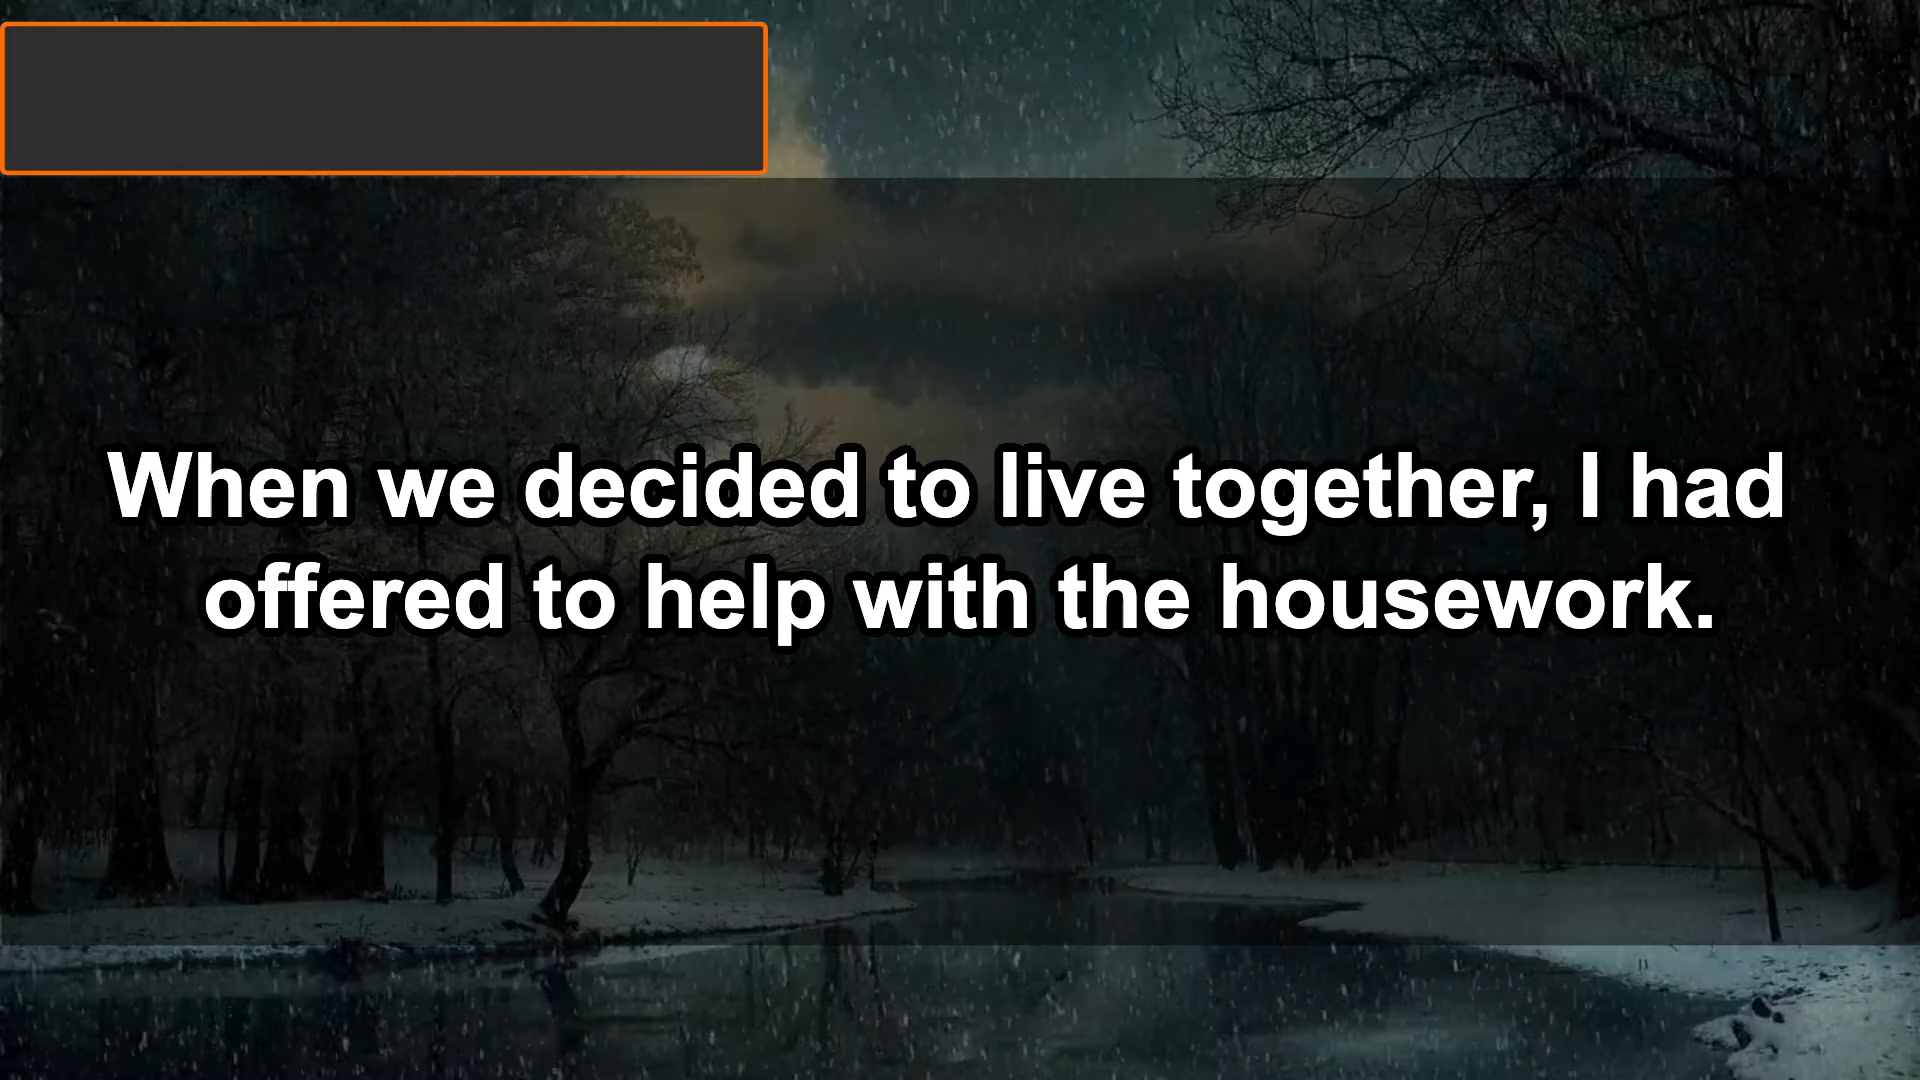 When we decided to live together, I had
offered to help with the housework.